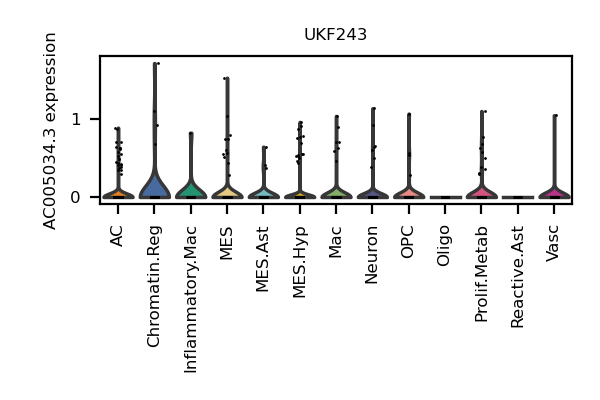 UKF243
AC005034.3 expression
1
0
AC
Chromatin.Reg
Inflammatory.Mac
MES
MES.Ast
MES.Hyp
Mac
Neuron
OPC
Oligo
Prolif.Metab
Reactive.Ast
Vasc